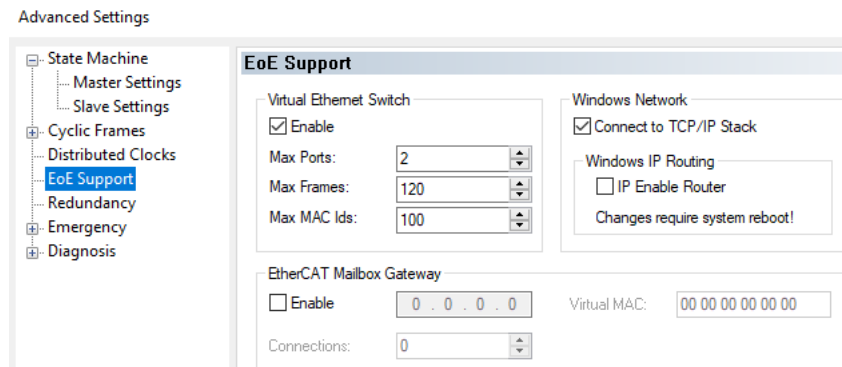 Advanced Settings
State Machine
Master Settings
Slave Settings
Cyclic Frames
Distributed Clocks
EoE Support
Redundancy
Emergency
Diagnosis
EoE Support
Virtual Ethernet Switch
Enable
Max Ports: 2
Max Frames: 120
Max MAC Ids: 100
Windows Network
Connect to TCP/IP Stack
Windows IP Routing
IP Enable Router
Changes require system reboot!
EtherCAT Mailbox Gateway
Enable 0 . 0 . 0 . 0 Virtual MAC: 00 00 00 00 00 00
Connections: 0